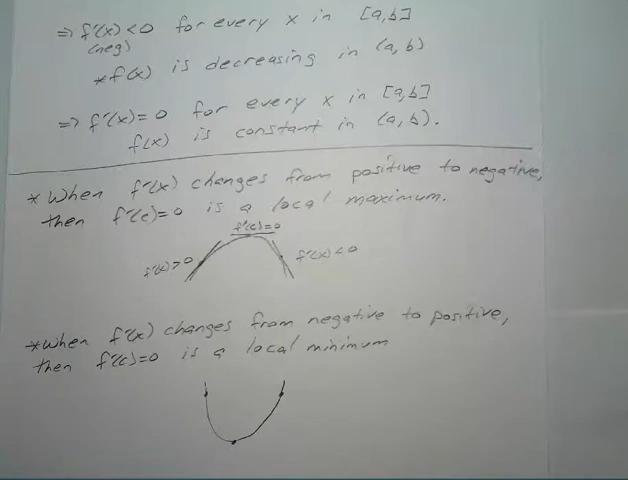 ⇒ f'(x) < 0 for every x in [a,b]
(neg)
* f(x) is decreasing in (a,b)
⇒ f'(x) = 0 for every x in [a,b]
f(x) is constant in (a,b).
* When f'(x) changes from positive to negative,
then f'(c)=0 is a local maximum.
f'(c)=0
f'(x)>0 f'(x)<0
* When f'(x) changes from negative to positive,
then f'(c)=0 is a local minimum